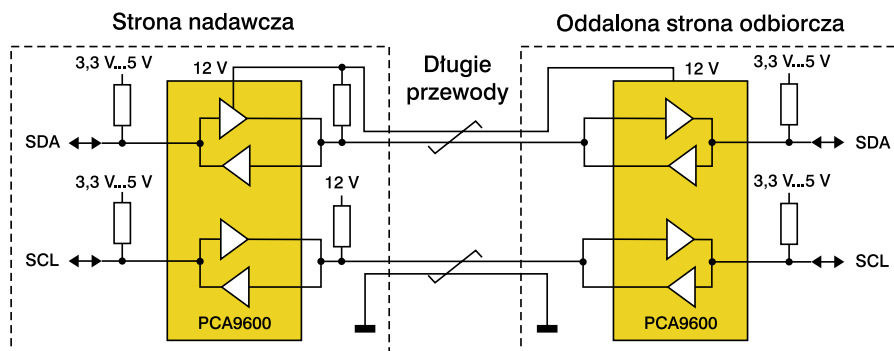 Strona nadawcza
Oddalona strona odbiorcza
3,3 V...5 V
12 V
Długie
przewody
12 V
3,3 V...5 V
SDA
SDA
3,3 V...5 V
12 V
3,3 V...5 V
SCL
SCL
PCA9600
PCA9600